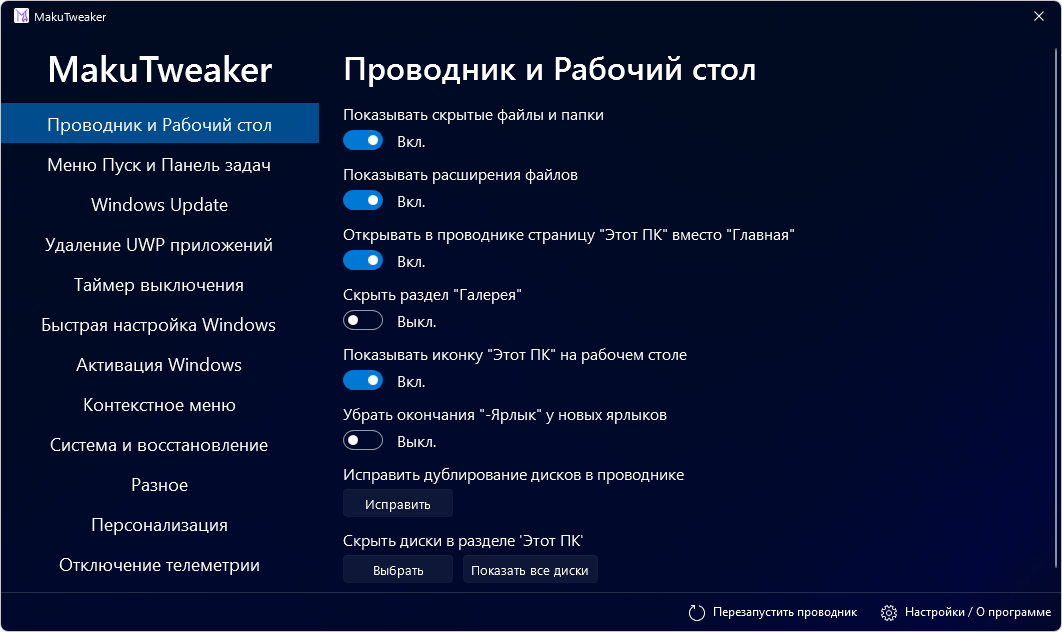 MakuTweaker
MakuTweaker
Проводник и Рабочий стол
Меню Пуск и Панель задач
Windows Update
Удаление UWP приложений
Таймер выключения
Быстрая настройка Windows
Активация Windows
Контекстное меню
Система и восстановление
Разное
Персонализация
Отключение телеметрии
Проводник и Рабочий стол
Показывать скрытые файлы и папки
Вкл.
Показывать расширения файлов
Вкл.
Открывать в проводнике страницу "Этот ПК" вместо "Главная"
Вкл.
Скрыть раздел "Галерея"
Выкл.
Показывать иконку "Этот ПК" на рабочем столе
Вкл.
Убрать окончания "-Ярлык" у новых ярлыков
Выкл.
Исправить дублирование дисков в проводнике
Исправить
Скрыть диски в разделе 'Этот ПК'
Выбрать Показать все диски
Перезапустить проводник Настройки / О программе